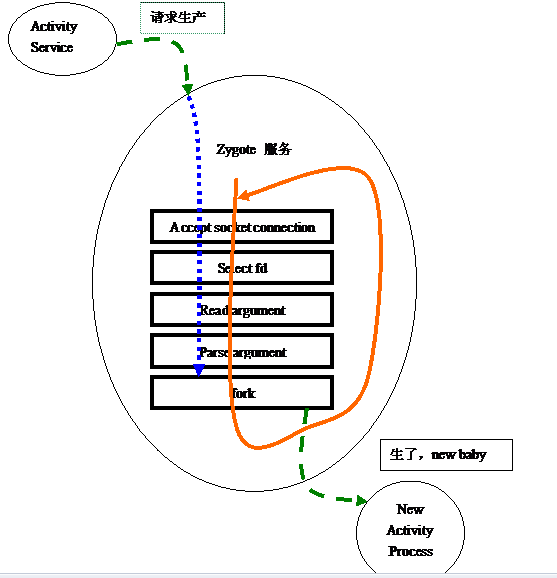 Activity
Service
请求生产
Zygote 服务
Accept socket connection
Select fd
Read argument
Parse argument
fork
生了，new baby
New
Activity
Process